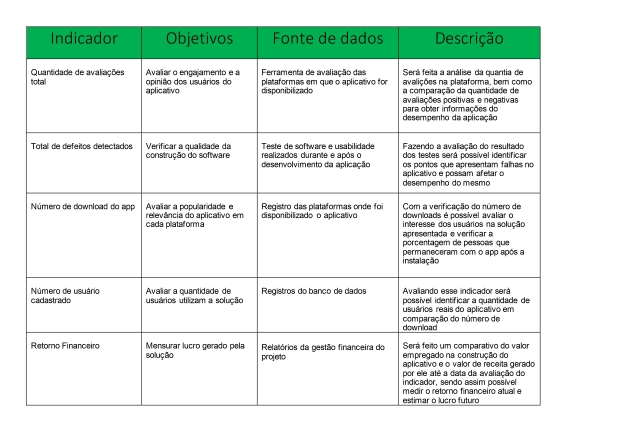 Indicador
Objetivos
Fonte de dados
Descrição
Quantidade de avaliações
total
Avaliar o engajamento e a
opinião dos usuários do
aplicativo
Ferramenta de avaliação das
plataformas em que o aplicativo for
disponibilizado
Será feita a análise da quantia de
avalições na plataforma, bem como
a comparação da quantidade de
avaliações positivas e negativas
para obter informações do
desempenho da aplicação
Total de defeitos detectados
Verificar a qualidade da
construção do software
Teste de software e usabilidade
realizados durante e após o
desenvolvimento da aplicação
Fazendo a avaliação do resultado
dos testes será possível identificar
os pontos que apresentam falhas no
aplicativo e possam afetar o
desempenho do mesmo
Número de download do app
Avaliar a popularidade e
relevância do aplicativo em
cada plataforma
Registro das plataformas onde foi
disponibilizado o aplicativo
Com a verificação do número de
downloads é possível avaliar o
interesse dos usuários na solução
apresentada e verificar a
porcentagem de pessoas que
permaneceram com o app após a
instalação
Número de usuário
cadastrado
Avaliar a quantidade de
usuários utilizam a solução
Registros do banco de dados
Avaliando esse indicador será
possível identificar a quantidade de
usuários reais do aplicativo em
comparação do número de
download
Retorno Financeiro
Mensurar lucro gerado pela
solução
Relatórios da gestão financeira do
projeto
Será feito um comparativo do valor
empregado na construção do
aplicativo e o valor de receita gerado
por ele até a data da avaliação do
indicador, sendo assim possível
medir o retorno financeiro atual e
estimar o lucro futuro